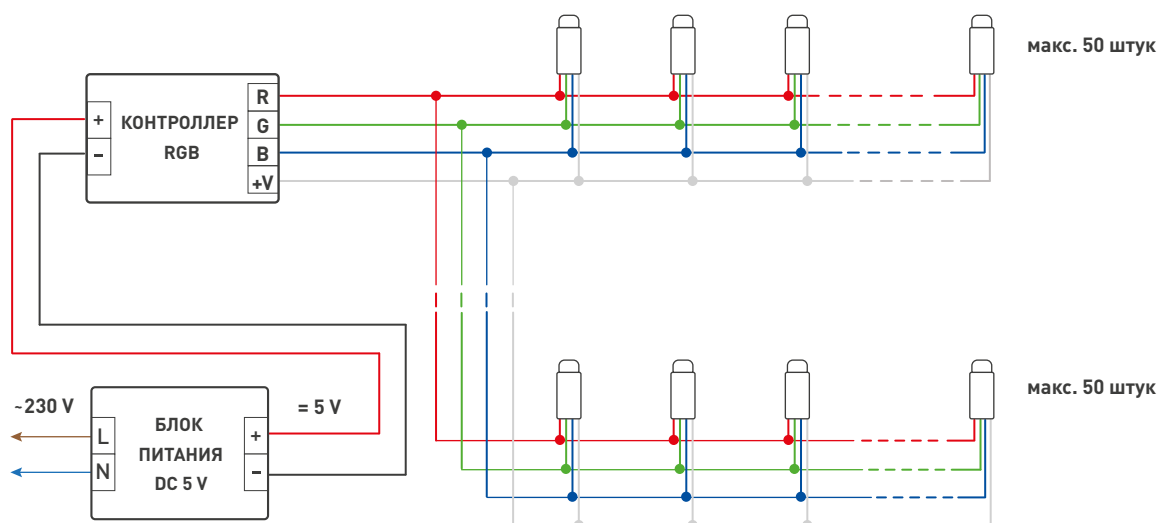 макс. 50 штук
КОНТРОЛЛЕР
RGB
+
–
R
G
B
+V
~230 V
= 5 V
L
N
БЛОК
ПИТАНИЯ
DC 5 V
+
–
макс. 50 штук